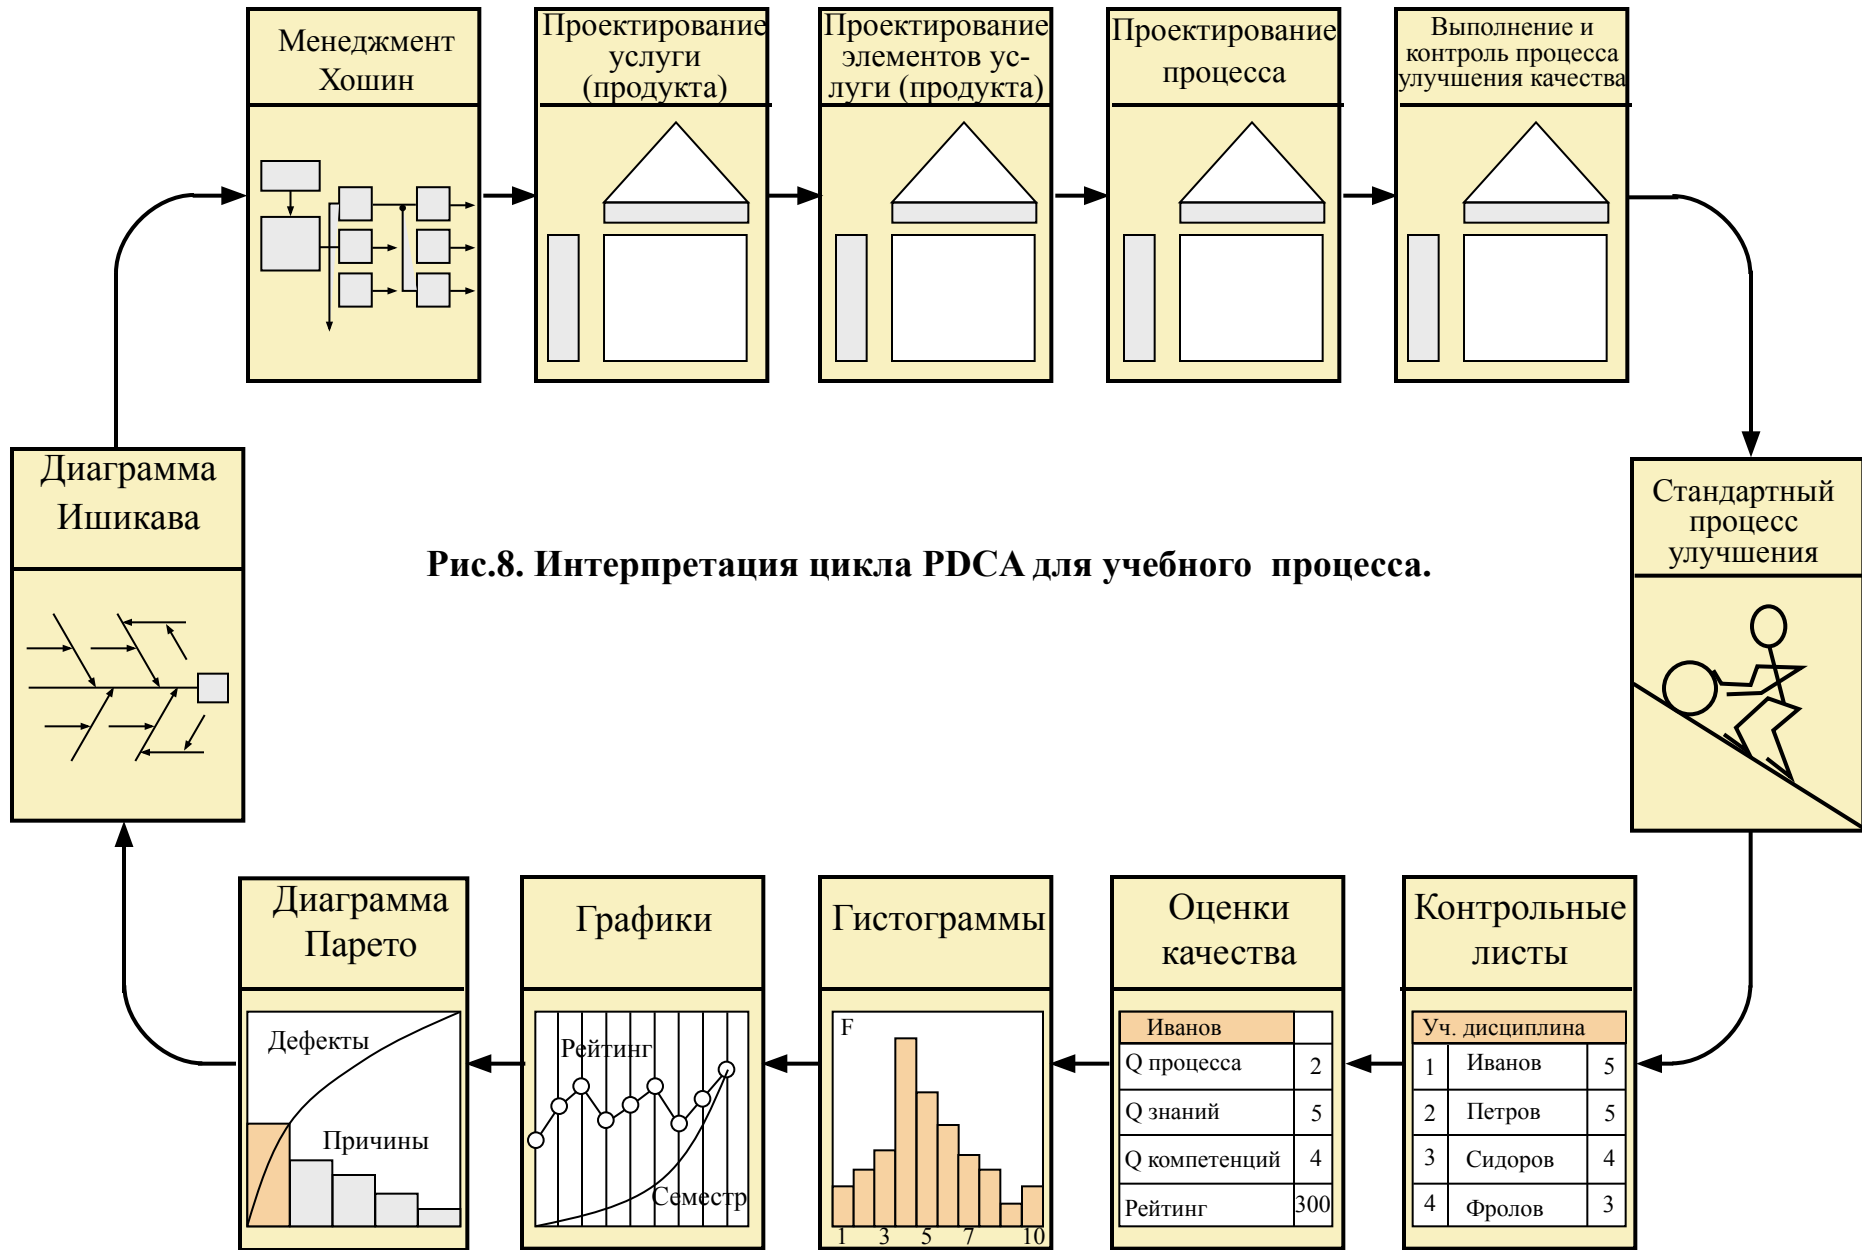 Менеджмент
Хошин
Проектирование
услуги
(продукта)
Проектирование
элементов ус-
луги (продукта)
Проектирование
процесса
Выполнение и
контроль процесса
улучшения качества
Диаграмма
Ишикава
Рис.8. Интерпретация цикла PDCA для учебного процесса.
Стандартный
процесс
улучшения
Диаграмма
Парето
Дефекты
Причины
Графики
Рейтинг
Семестр
Гистограммы
F
1 3 5 7 10
Оценки
качества
Иванов
Q процесса 2
Q знаний 5
Q компетенций 4
Рейтинг 300
Контрольные
листы
Уч. дисциплина
1 Иванов 5
2 Петров 5
3 Сидоров 4
4 Фролов 3